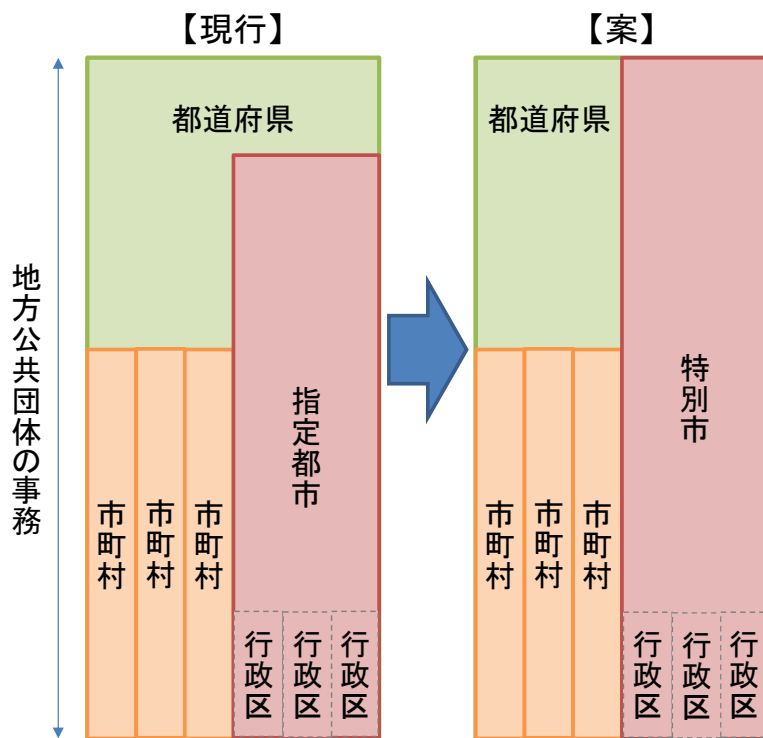 【現行】
【案】
都道府県
都道府県
地方公共団体の事務
指定都市
特別市
市町村
市町村
市町村
市町村
市町村
市町村
行政区
行政区
行政区
行政区
行政区
行政区